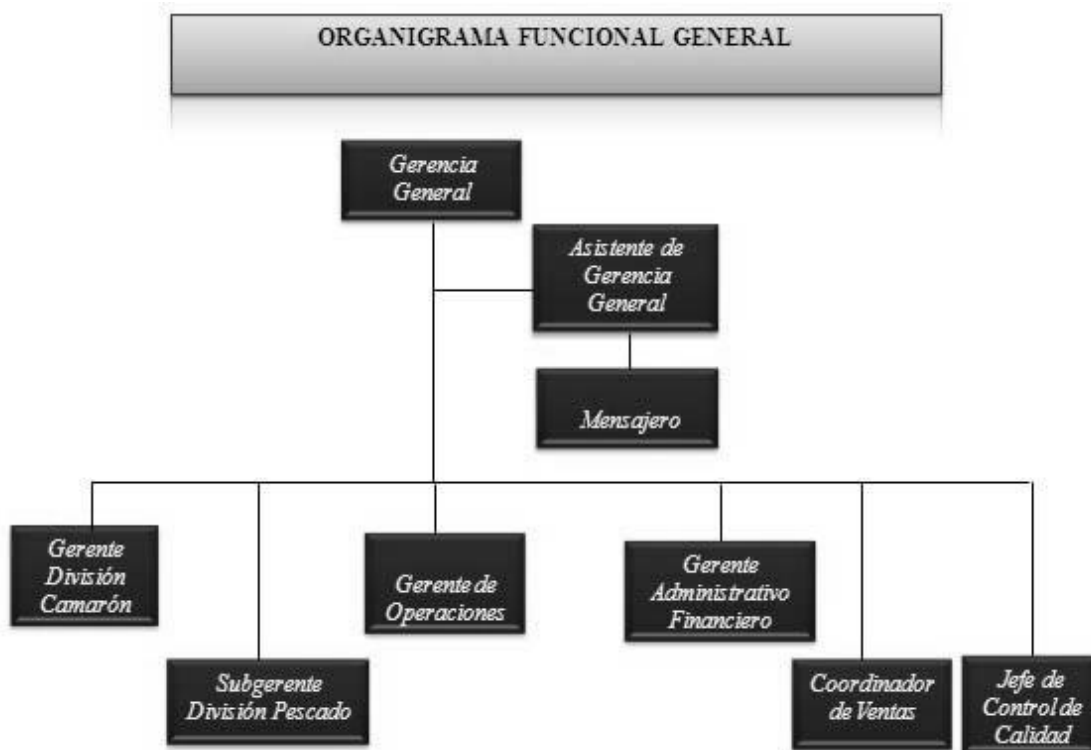 ORGANIGRAMA FUNCIONAL GENERAL
Gerencia
General
Asistente de
Gerencia
General
Mensajero
Gerente
División
Camarón
Gerente de
Operaciones
Gerente
Administrativo
Financiero
Subgerente
División Pescado
Coordinador
de Ventas
Jefe de
Control de
Calidad